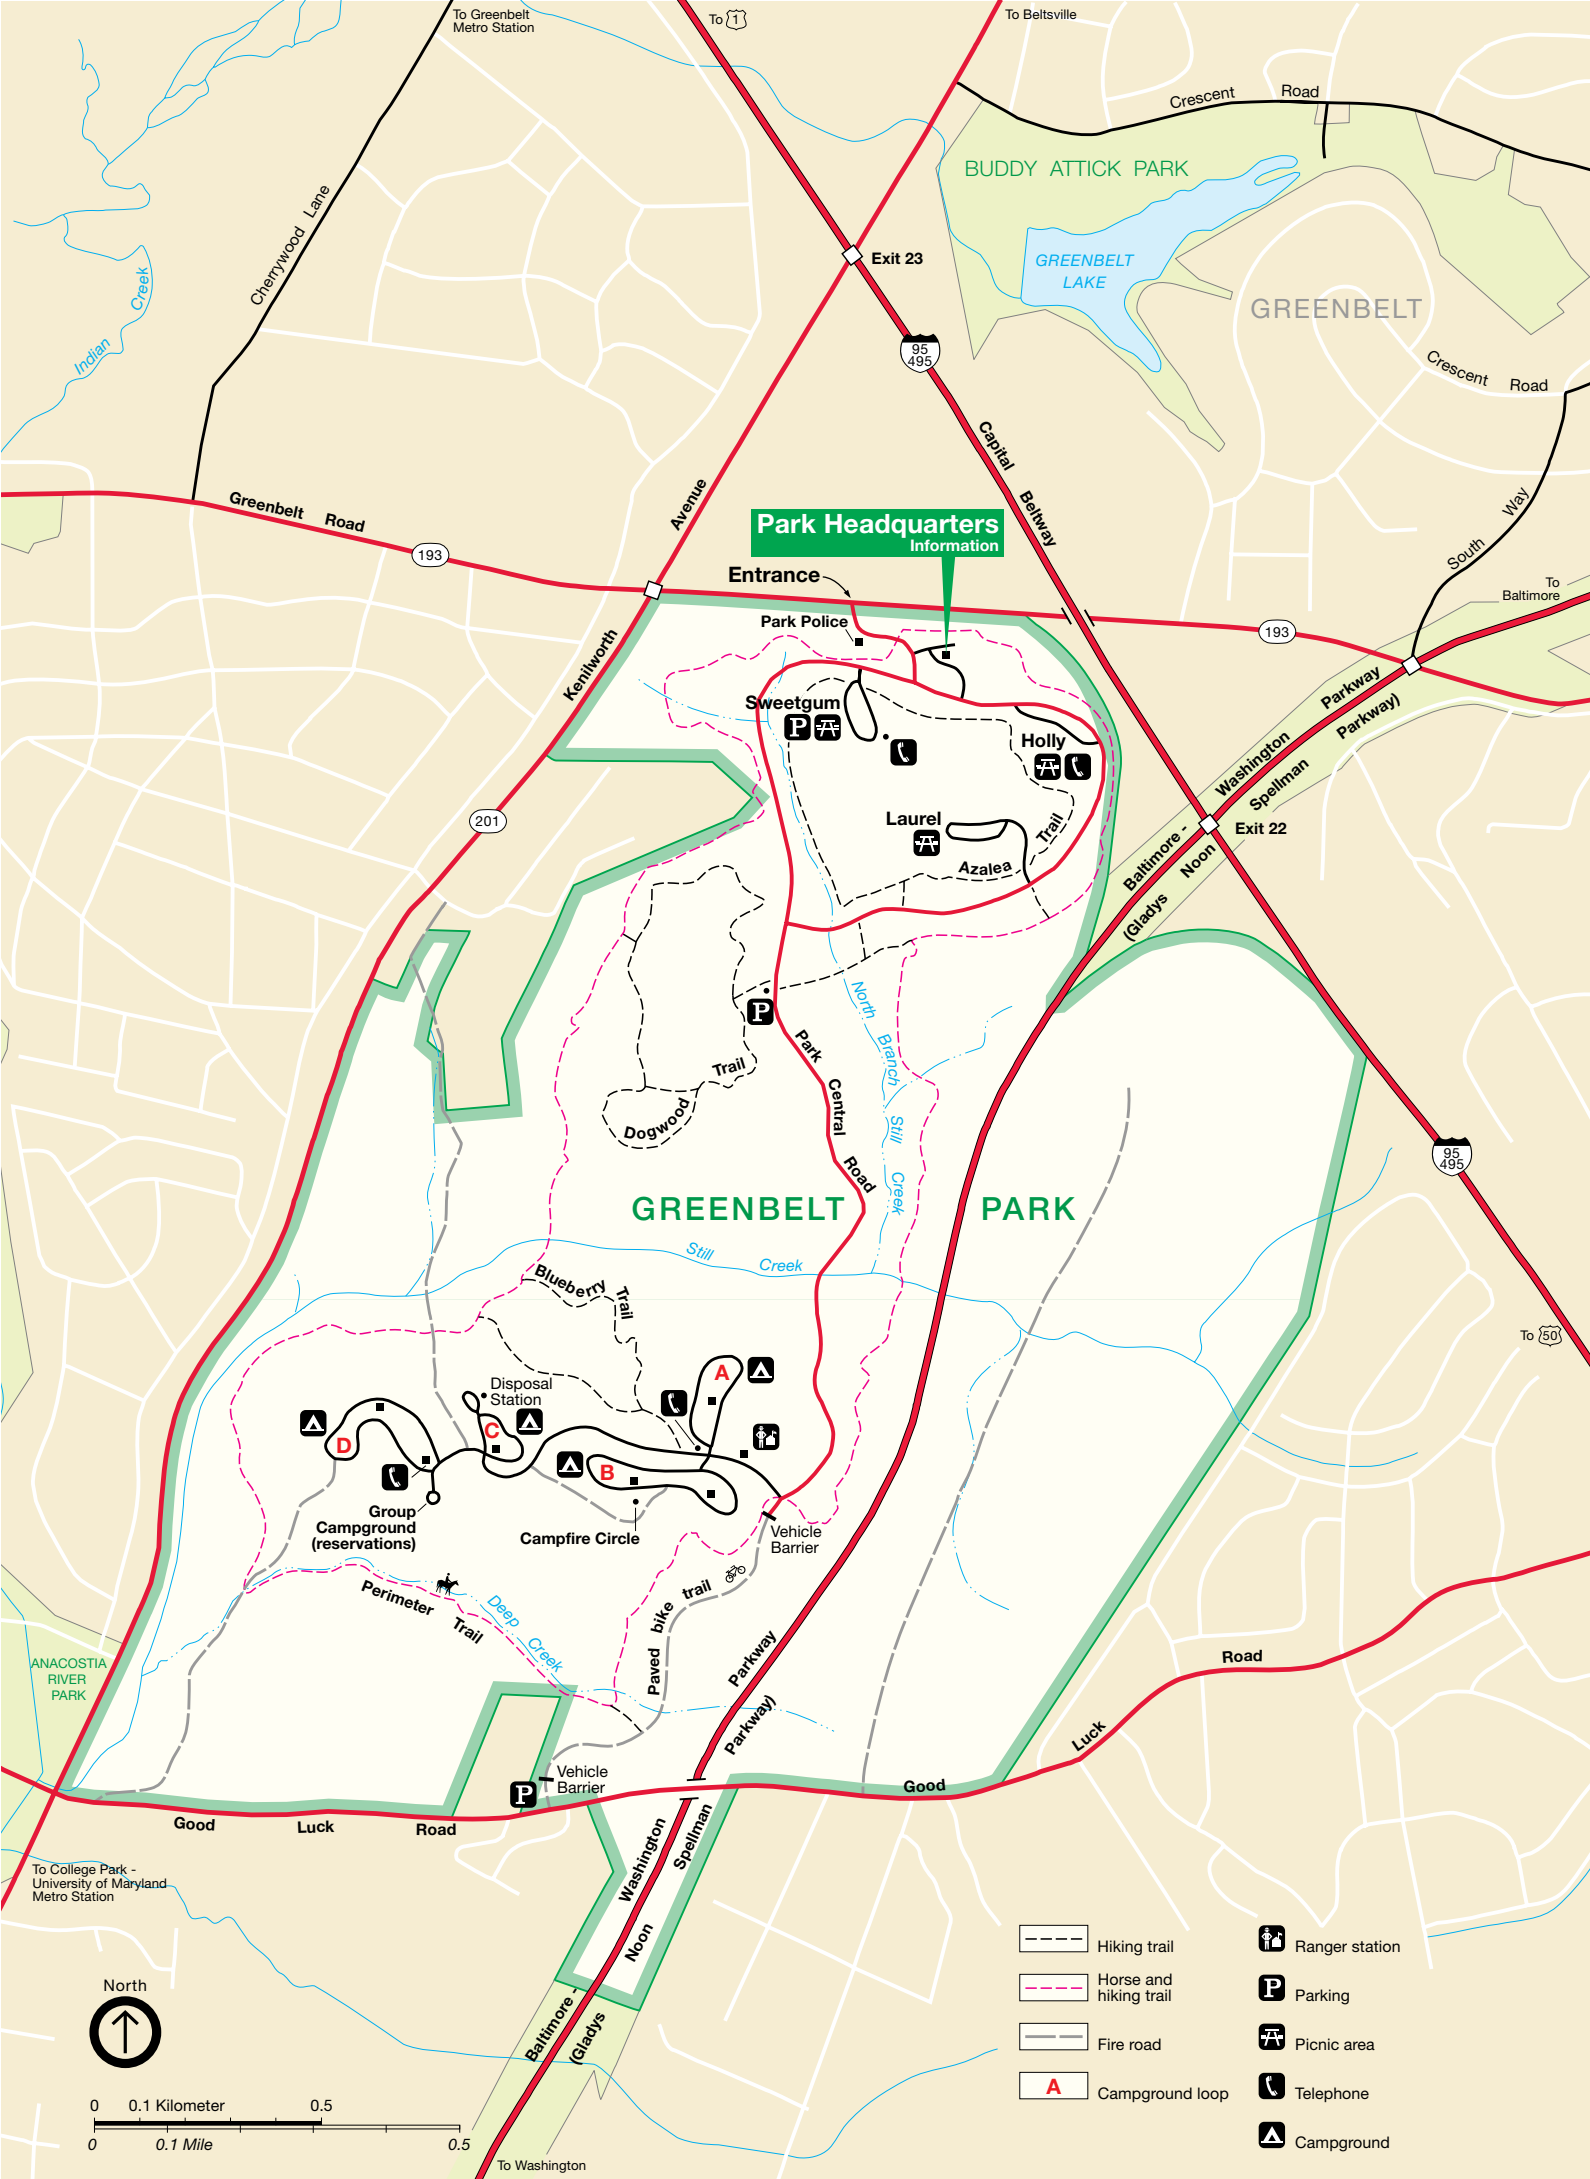 To Greenbelt
Metro Station
To 1
To Beltsville
Crescent Road
BUDDY ATTICK PARK
Cherrywood Lane
Indian Creek
Exit 23
GREENBELT
LAKE
GREENBELT
95
495
Crescent Road
Capital Beltway
Greenbelt Road
193
Kenilworth Avenue
Park Headquarters
Information
Entrance
South Way
To
Baltimore
Park Police
193
Sweetgum
P
Holly
Baltimore - Washington Parkway
(Gladys Noon Spellman Parkway)
201
Laurel
Azalea Trail
Exit 22
P
North Branch Still Creek
Park Central Road
Dogwood Trail
95
495
GREENBELT PARK
Still Creek
Blueberry Trail
To 50
A
Disposal
Station
C
D
B
Group
Campground
(reservations)
Campfire Circle
Vehicle
Barrier
Perimeter Trail
Deep Creek
Paved bike trail
ANACOSTIA
RIVER
PARK
Good Luck Road
Vehicle
Barrier
P
Good Luck Road
Baltimore - Washington Parkway
(Gladys Noon Spellman Parkway)
To College Park -
University of Maryland
Metro Station
North
0 0.1 Kilometer 0.5
0 0.1 Mile 0.5
To Washington
Hiking trail
Horse and
hiking trail
Fire road
A Campground loop
Ranger station
P Parking
Picnic area
Telephone
Campground